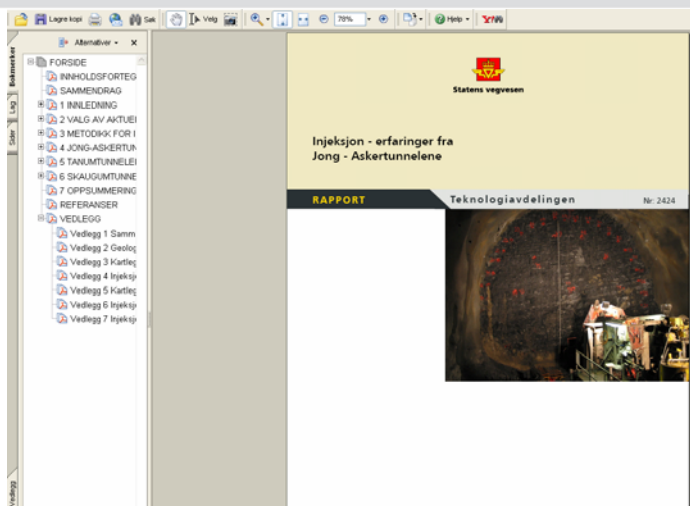 Lagre kopi
Søk
Velg
78%
Hjelp
Y!
Alternativer
x
Bokmerker
Lag
Sider
Vedlegg
FORSIDE
INNHOLDSFORTEG
SAMMENDRAG
1 INNLEDNING
2 VALG AV AKTUEI
3 METODIKK FOR I
4 JONG-ASKERTUN
5 TANUMTUNNELEI
6 SKAUGUMTUNNE
7 OPPSUMMERING
REFERANSER
VEDLEGG
Vedlegg 1 Samm
Vedlegg 2 Geolog
Vedlegg 3 Kartleg
Vedlegg 4 Injeksj
Vedlegg 5 Kartleg
Vedlegg 6 Injeksj
Vedlegg 7 Injeksj
Statens vegvesen
Injeksjon - erfaringer fra
Jong - Askertunnelene
RAPPORT
Teknologiavdelingen
Nr: 2424